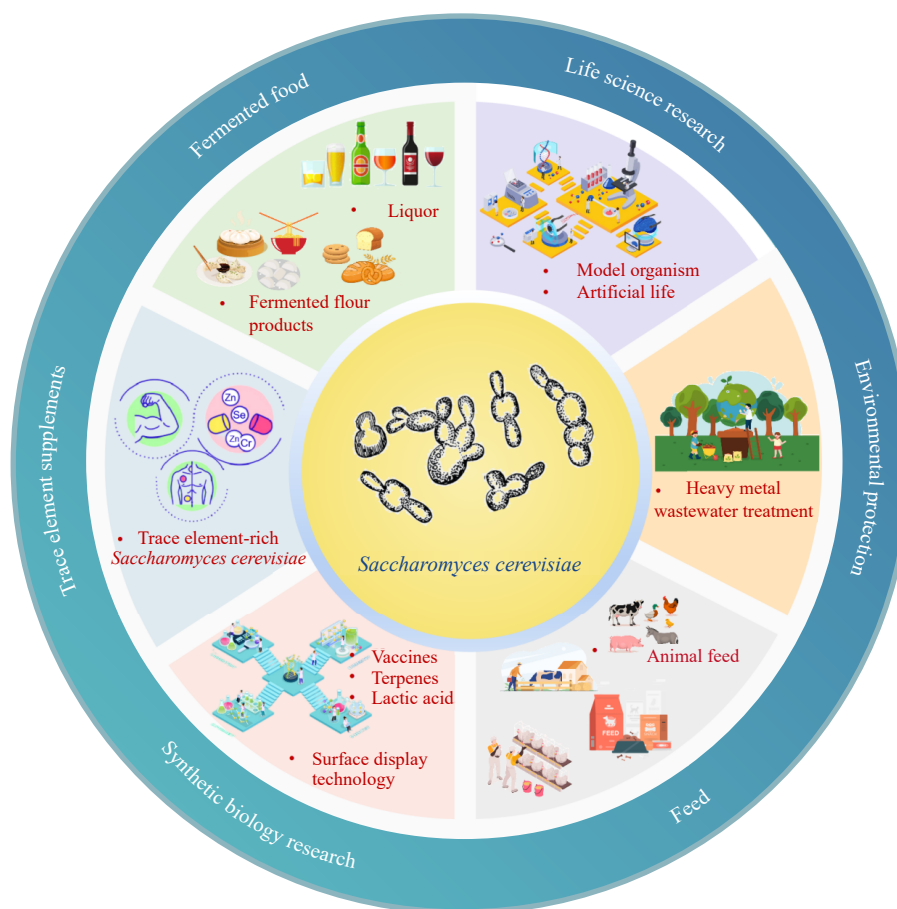 Fermented food
Life science research
Environmental protection
Feed
Synthetic biology research
Trace element supplements
• Liquor
• Fermented flour
products
• Model organism
• Artificial life
• Heavy metal
wastewater treatment
• Animal feed
FEED
• Vaccines
• Terpenes
• Lactic acid
• Surface display
technology
Zn
Se
Zn
Cr
• Trace element-rich
Saccharomyces cerevisiae
Saccharomyces cerevisiae